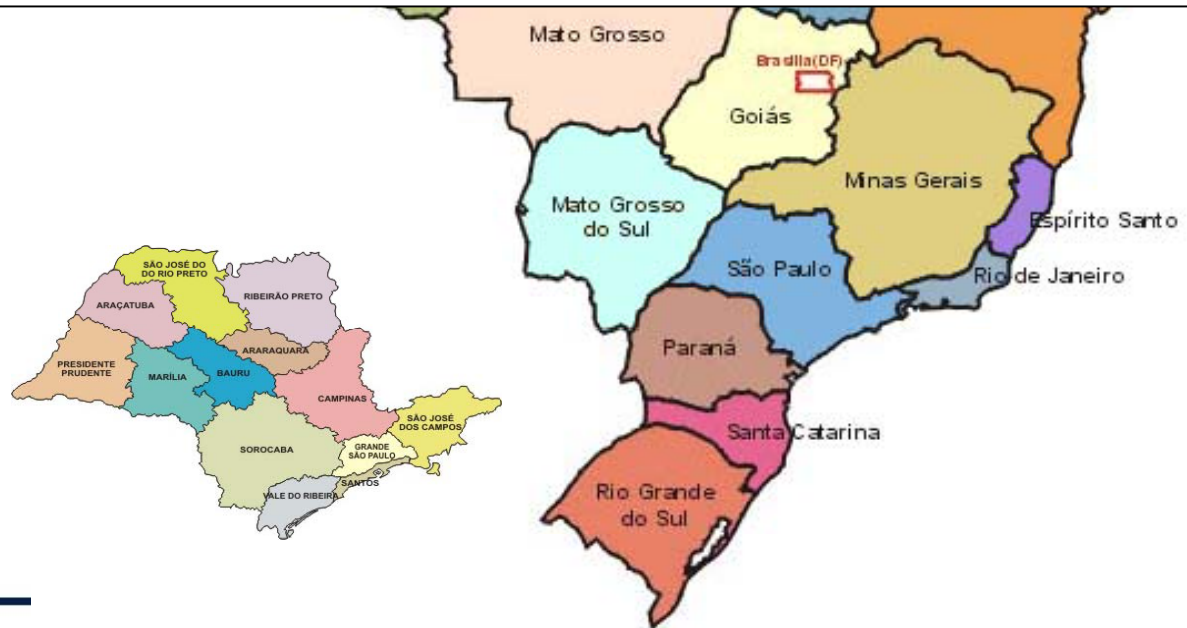 Mato Grosso
Brasília(DF)
Goiás
Minas Gerais
Mato Grosso
do Sul
Espírito Santo
São Paulo
Rio de Janeiro
Paraná
Santa Catarina
Rio Grande
do Sul
SÃO JOSÉ DO
DO RIO PRETO
RIBEIRÃO PRETO
ARAÇATUBA
ARARAQUARA
PRESIDENTE
PRUDENTE
MARÍLIA
BAURU
CAMPINAS
SÃO JOSÉ
DOS CAMPOS
SOROCABA
GRANDE
SÃO PAULO
SANTOS
VALE DO RIBEIRA